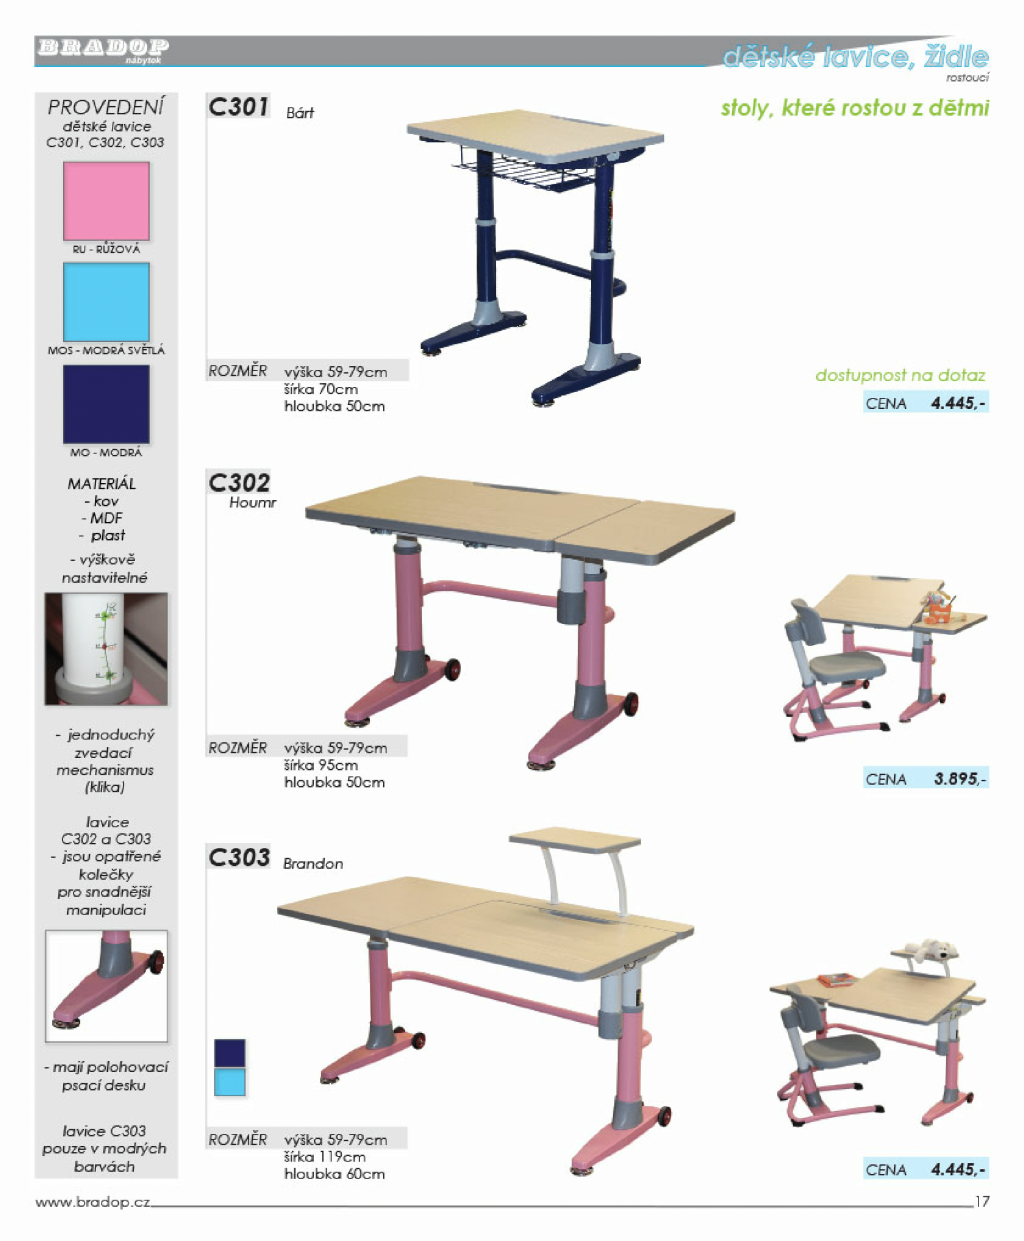 BRADOP
nábytok
dětské lavice, židle
rostoucí
stoly, které rostou z dětmi
PROVEDENÍ
dětské lavice
C301, C302, C303
RU - RŮŽOVÁ
MOS - MODRÁ SVĚTLÁ
MO - MODRÁ
MATERIÁL
- kov
- MDF
- plast
- výškově
nastavitelné
- jednoduchý
zvedací
mechanismus
(klika)
lavice
C302 a C303
- jsou opatřené
kolečky
pro snadnější
manipulaci
- mají polohovací
psací desku
lavice C303
pouze v modrých
barvách
C301 Bárt
ROZMĚR výška 59-79cm
šírka 70cm
hloubka 50cm
dostupnost na dotaz
CENA 4.445,-
C302
Houmr
ROZMĚR výška 59-79cm
šírka 95cm
hloubka 50cm
CENA 3.895,-
C303 Brandon
ROZMĚR výška 59-79cm
šírka 119cm
hloubka 60cm
CENA 4.445,-
www.bradop.cz
17